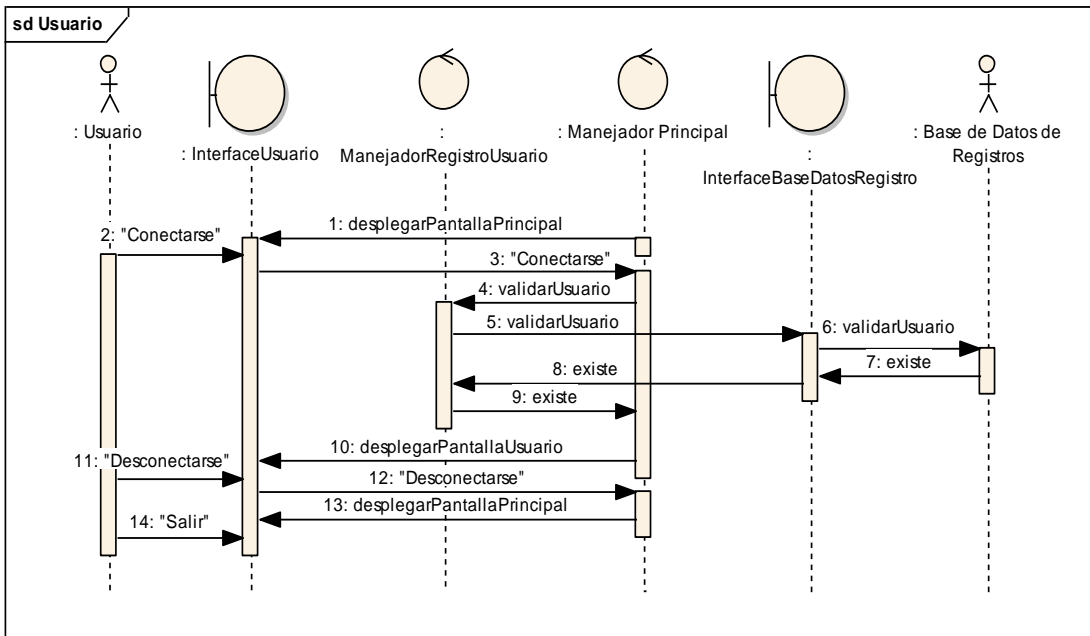 sd Usuario
: Usuario
: InterfaceUsuario
:
ManejadorRegistroUsuario
: Manejador Principal
:
InterfaceBaseDatosRegistro
: Base de Datos de
Registros
1: desplegarPantallaPrincipal
2: "Conectarse"
3: "Conectarse"
4: validarUsuario
5: validarUsuario
6: validarUsuario
7: existe
8: existe
9: existe
10: desplegarPantallaUsuario
11: "Desconectarse"
12: "Desconectarse"
13: desplegarPantallaPrincipal
14: "Salir"